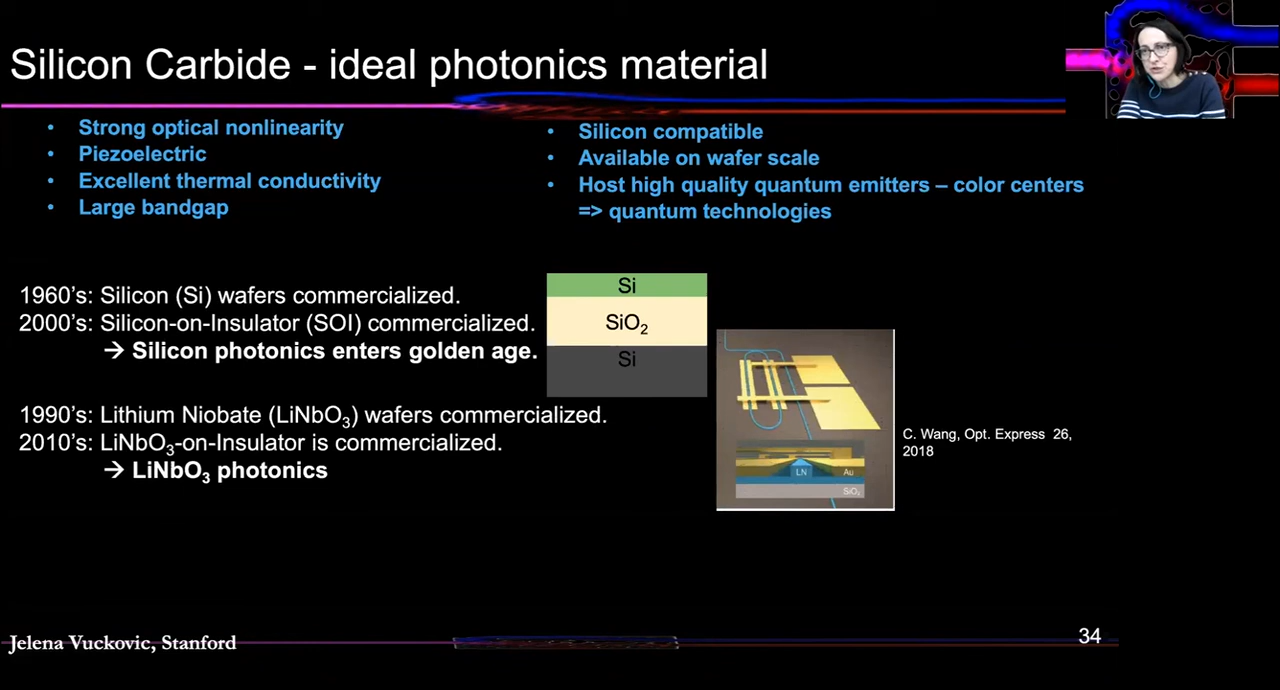 Silicon Carbide - ideal photonics material
• Strong optical nonlinearity
• Piezoelectric
• Excellent thermal conductivity
• Large bandgap
• Silicon compatible
• Available on wafer scale
• Host high quality quantum emitters – color centers
=> quantum technologies
1960's: Silicon (Si) wafers commercialized.
2000's: Silicon-on-Insulator (SOI) commercialized.
→ Silicon photonics enters golden age.
Si
SiO₂
Si
1990's: Lithium Niobate (LiNbO₃) wafers commercialized.
2010's: LiNbO₃-on-Insulator is commercialized.
→ LiNbO₃ photonics
LN
Au
SiO₂
C. Wang, Opt. Express 26,
2018
Jelena Vuckovic, Stanford
34